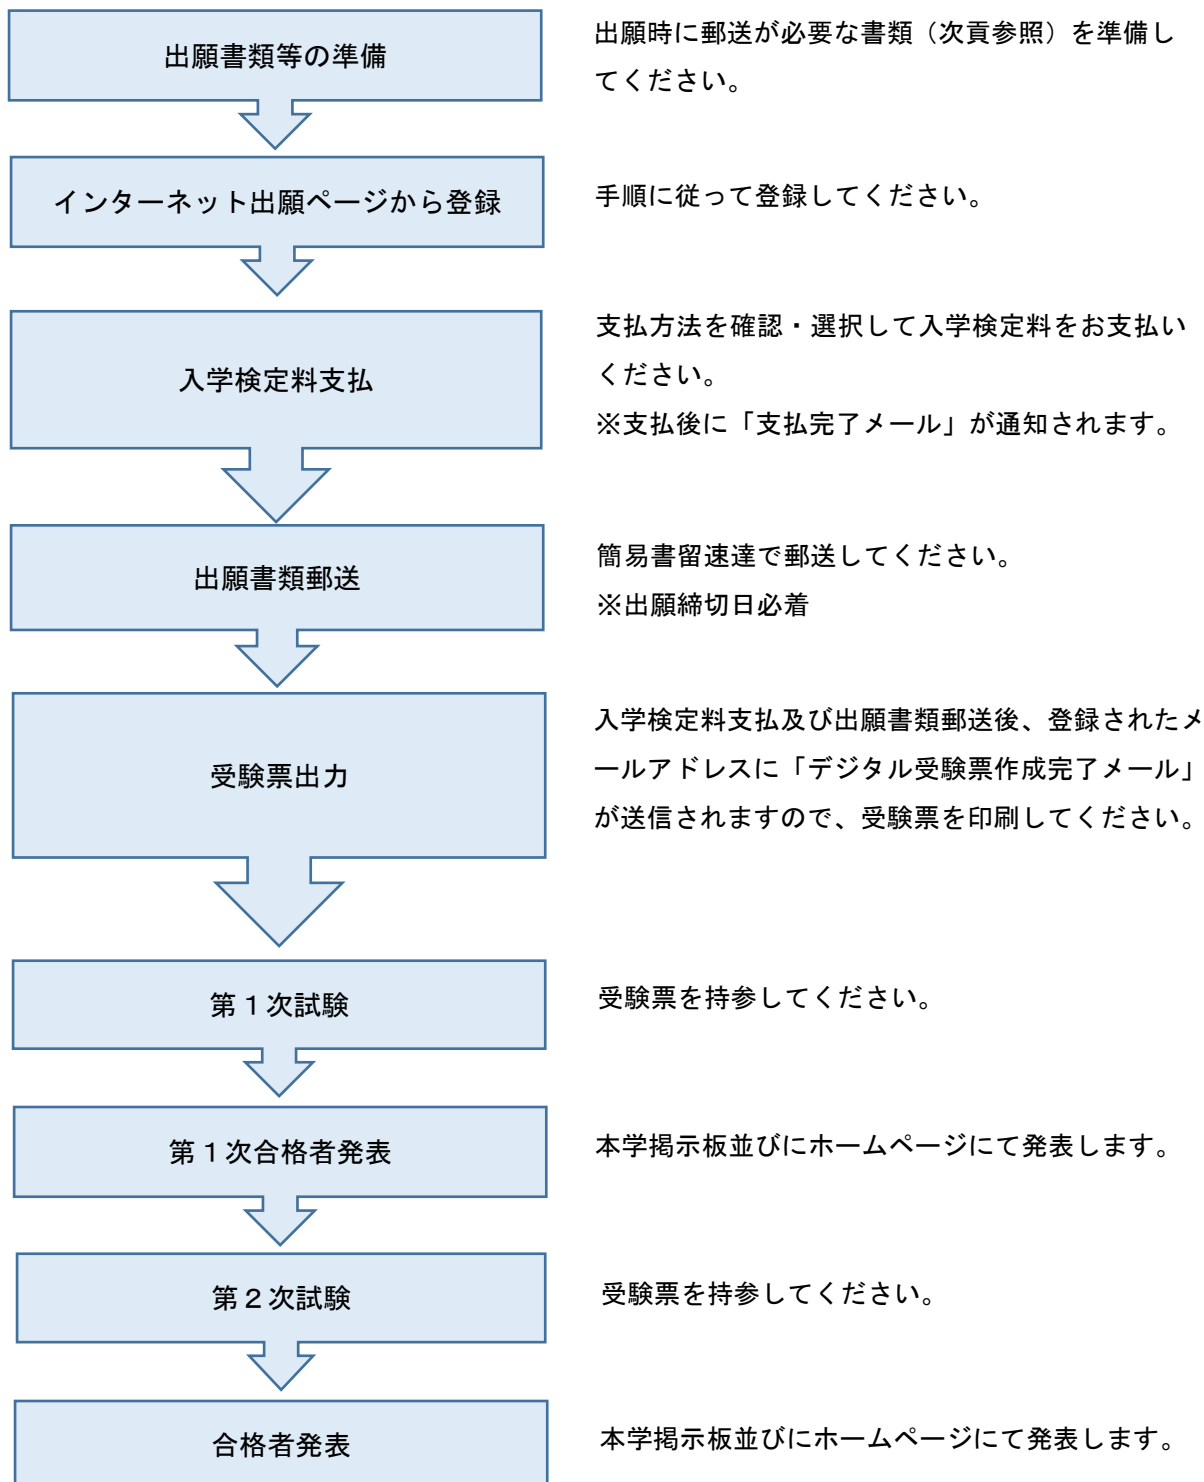 出願書類等の準備
出願時に郵送が必要な書類（次貢参照）を準備し
てください。
インターネット出願ページから登録
手順に従って登録してください。
入学検定料支払
支払方法を確認・選択して入学検定料をお支払い
ください。
※支払後に「支払完了メール」が通知されます。
出願書類郵送
簡易書留速達で郵送してください。
※出願締切日必着
受験票出力
入学検定料支払及び出願書類郵送後、登録されたメ
ールアドレスに「デジタル受験票作成完了メール」
が送信されますので、受験票を印刷してください。
第１次試験
受験票を持参してください。
第１次合格者発表
本学掲示板並びにホームページにて発表します。
第２次試験
受験票を持参してください。
合格者発表
本学掲示板並びにホームページにて発表します。